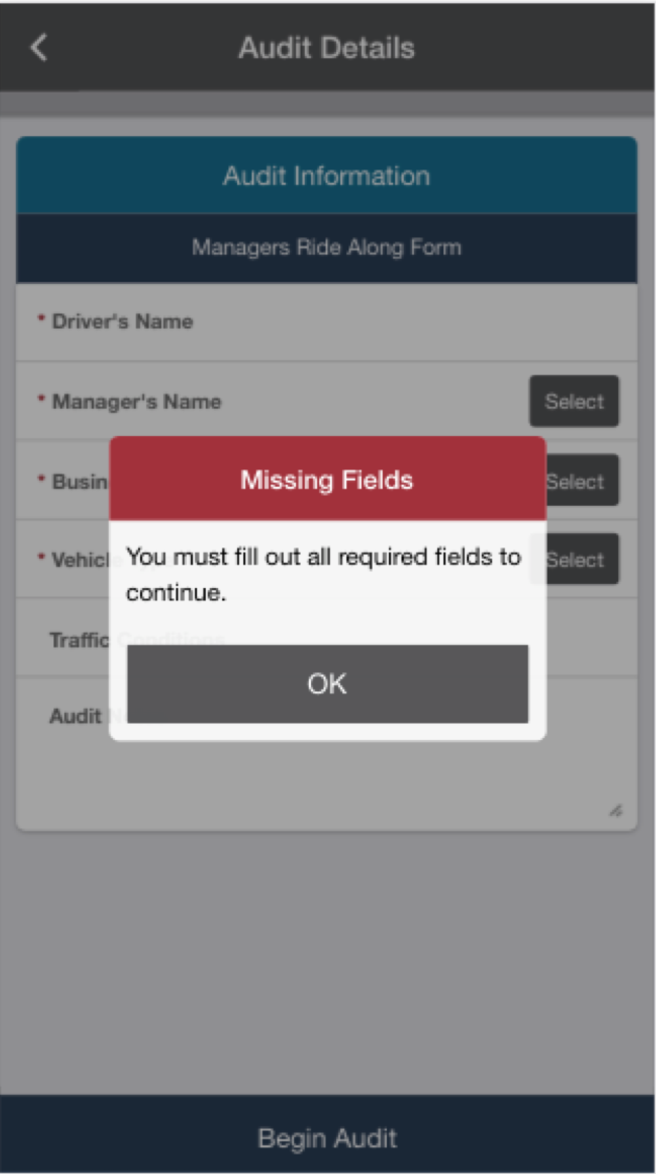 Audit Details
Audit Information
Managers Ride Along Form
* Driver's Name
* Manager's Name Select
* Busin Select
Missing Fields
* Vehicl Select
You must fill out all required fields to
continue.
Traffic Conditions
OK
Audit N
Begin Audit